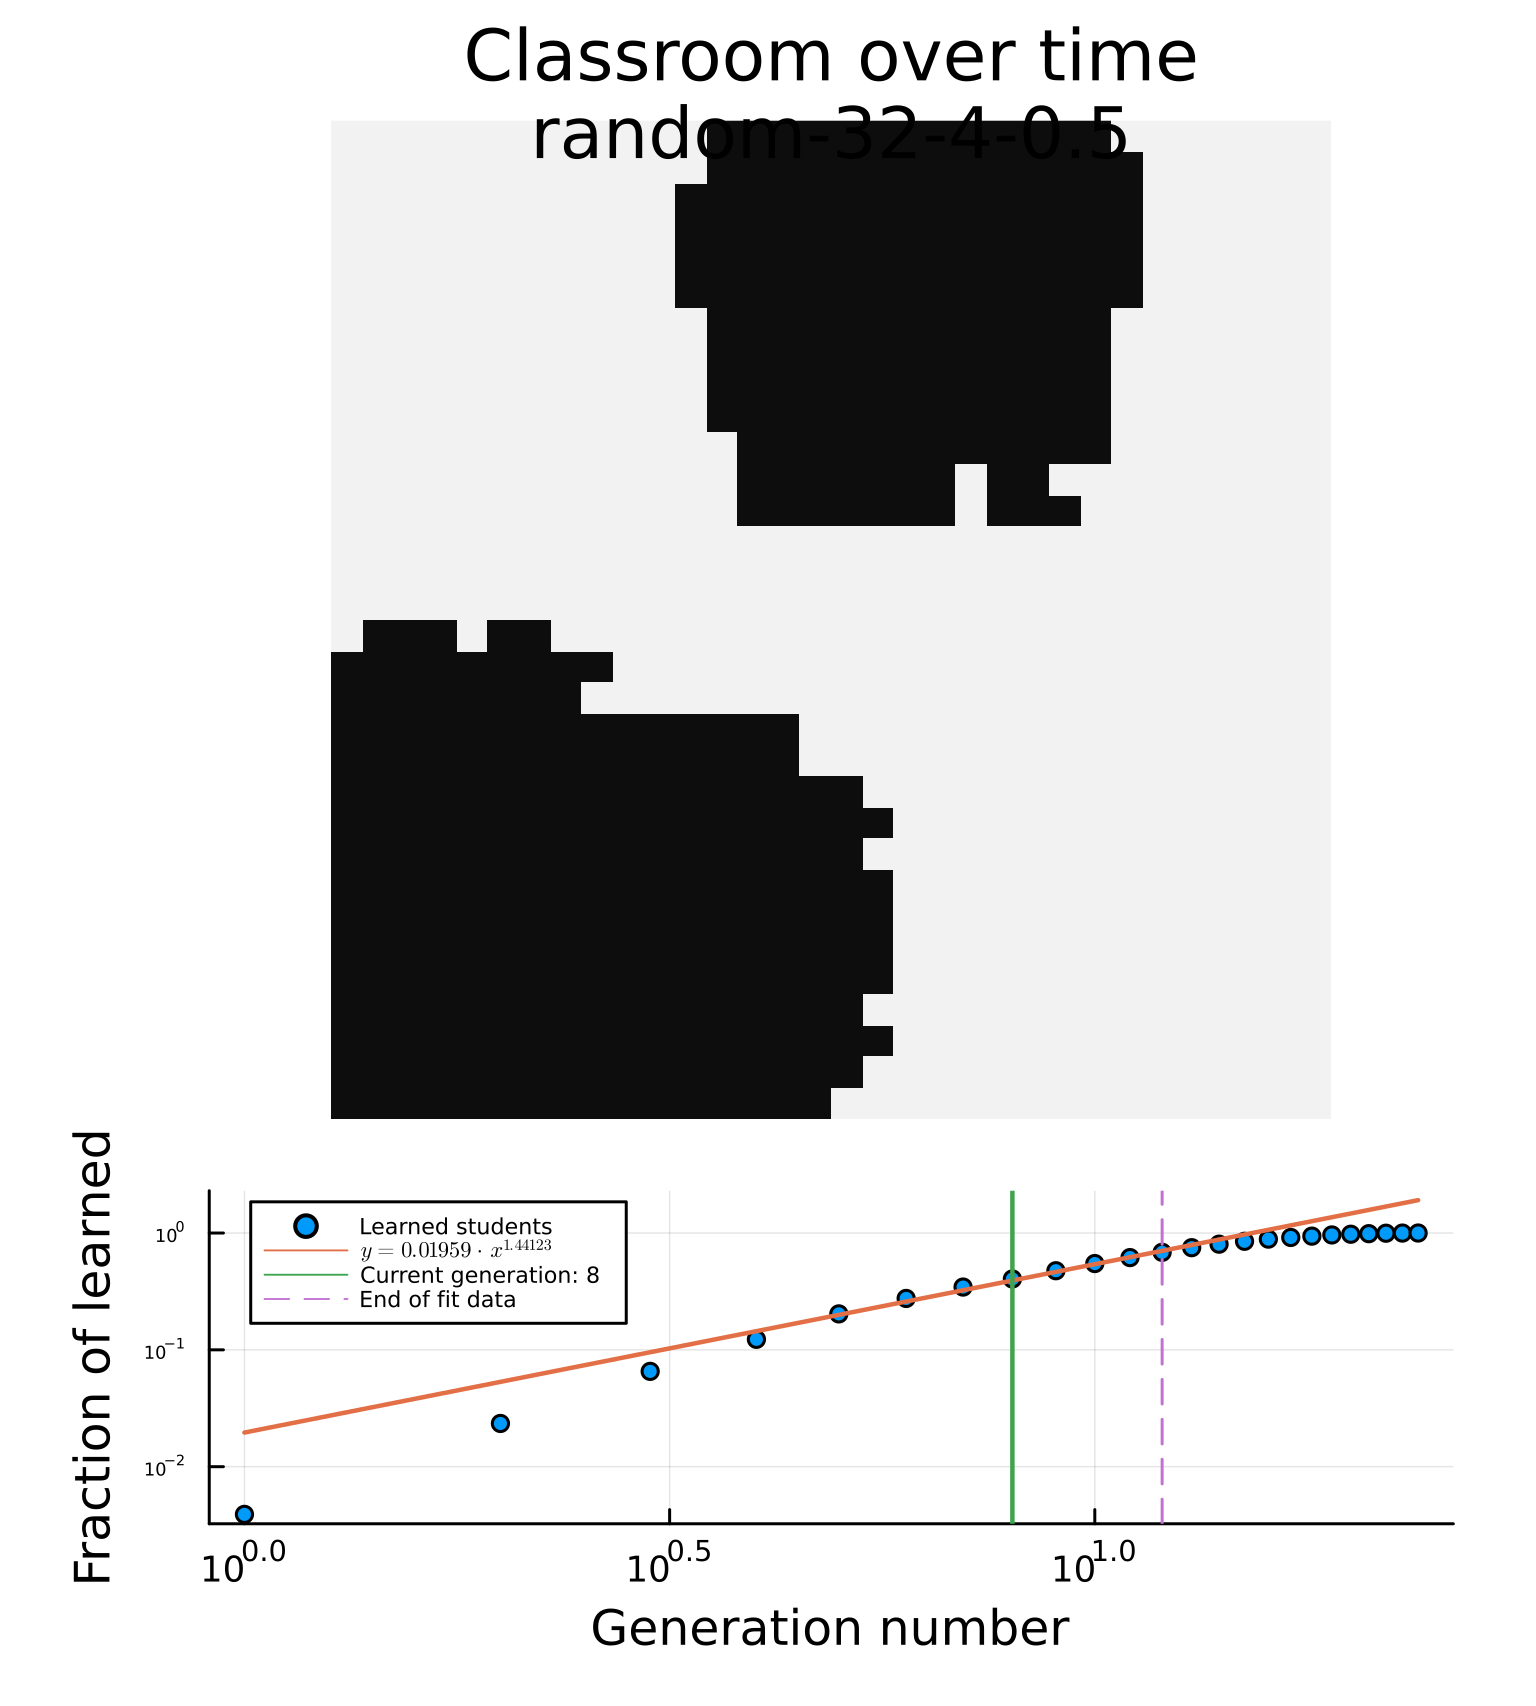 Classroom over time
random-32-4-0.5
Fraction of learned
10^0
10^−1
10^−2
Learned students
y = 0.01959 · x^1.44123
Current generation: 8
End of fit data
10^0.0
10^0.5
10^1.0
Generation number